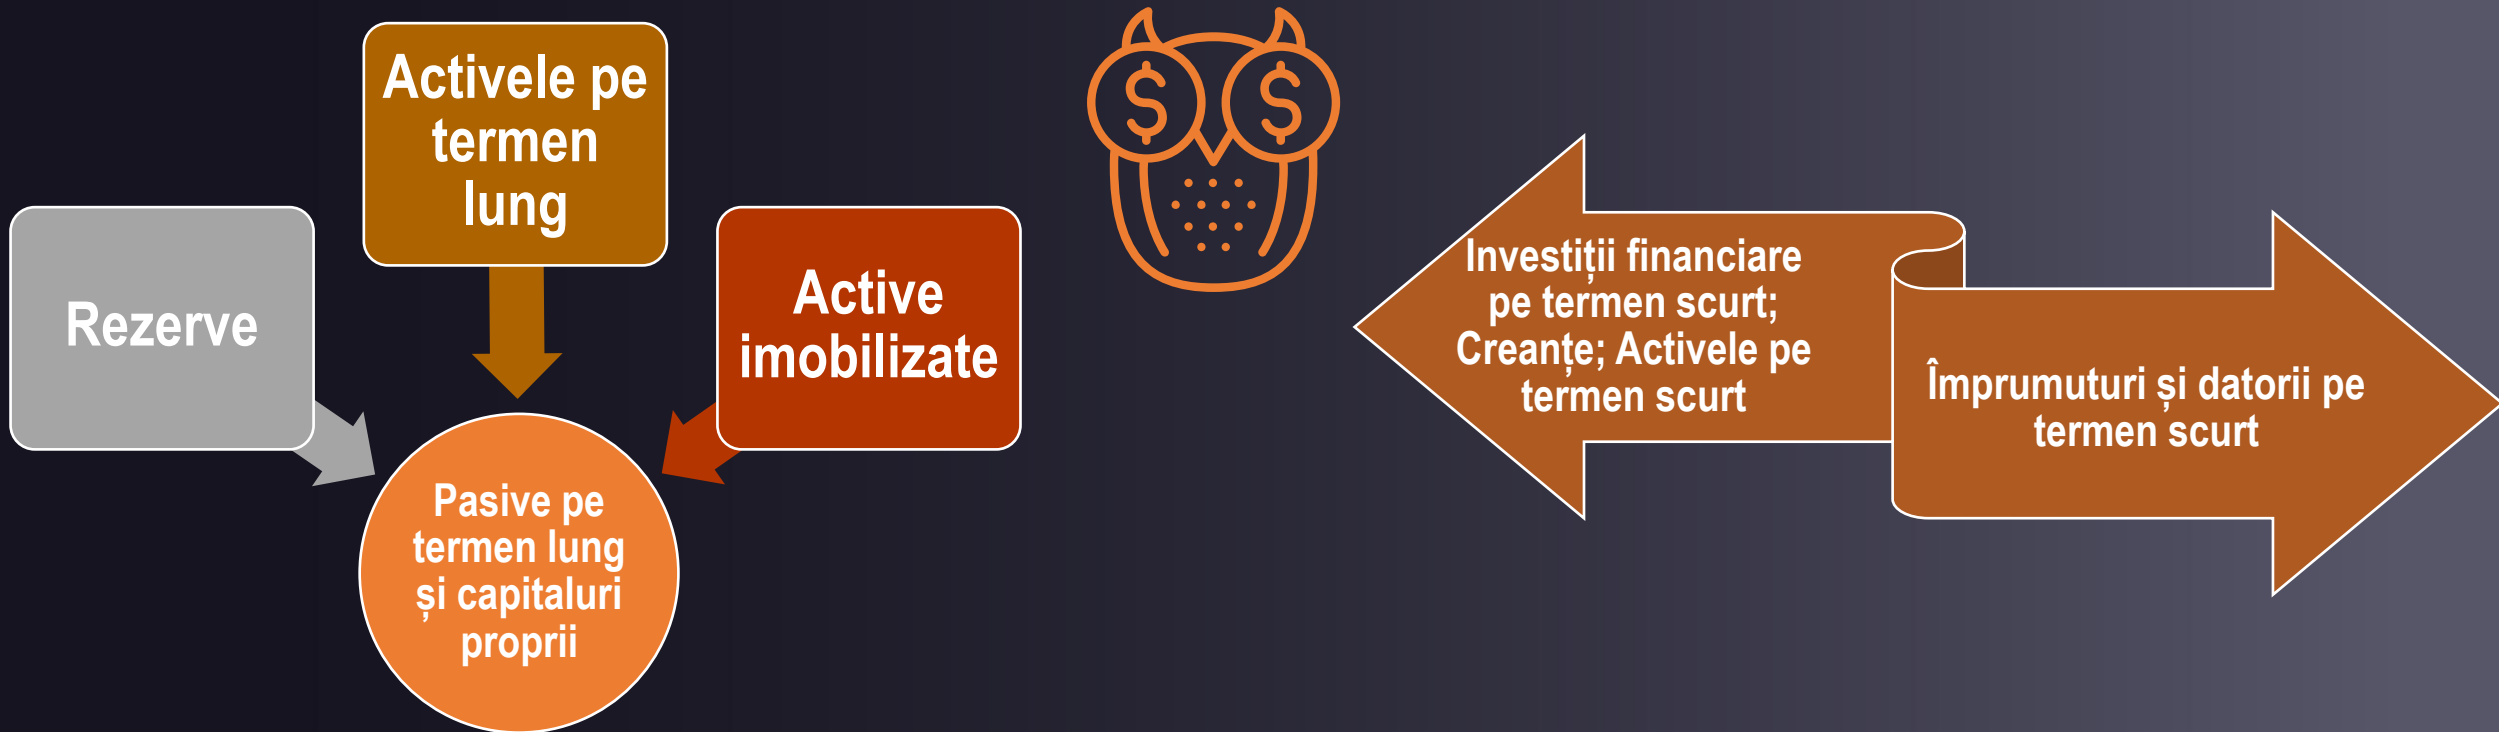 Activele pe
termen
lung
Rezerve
Active
imobilizate
Pasive pe
termen lung
și capitaluri
proprii
$ $
Investiții financiare
pe termen scurt;
Creanțe; Activele pe
termen scurt
Împrumuturi și datorii pe
termen scurt